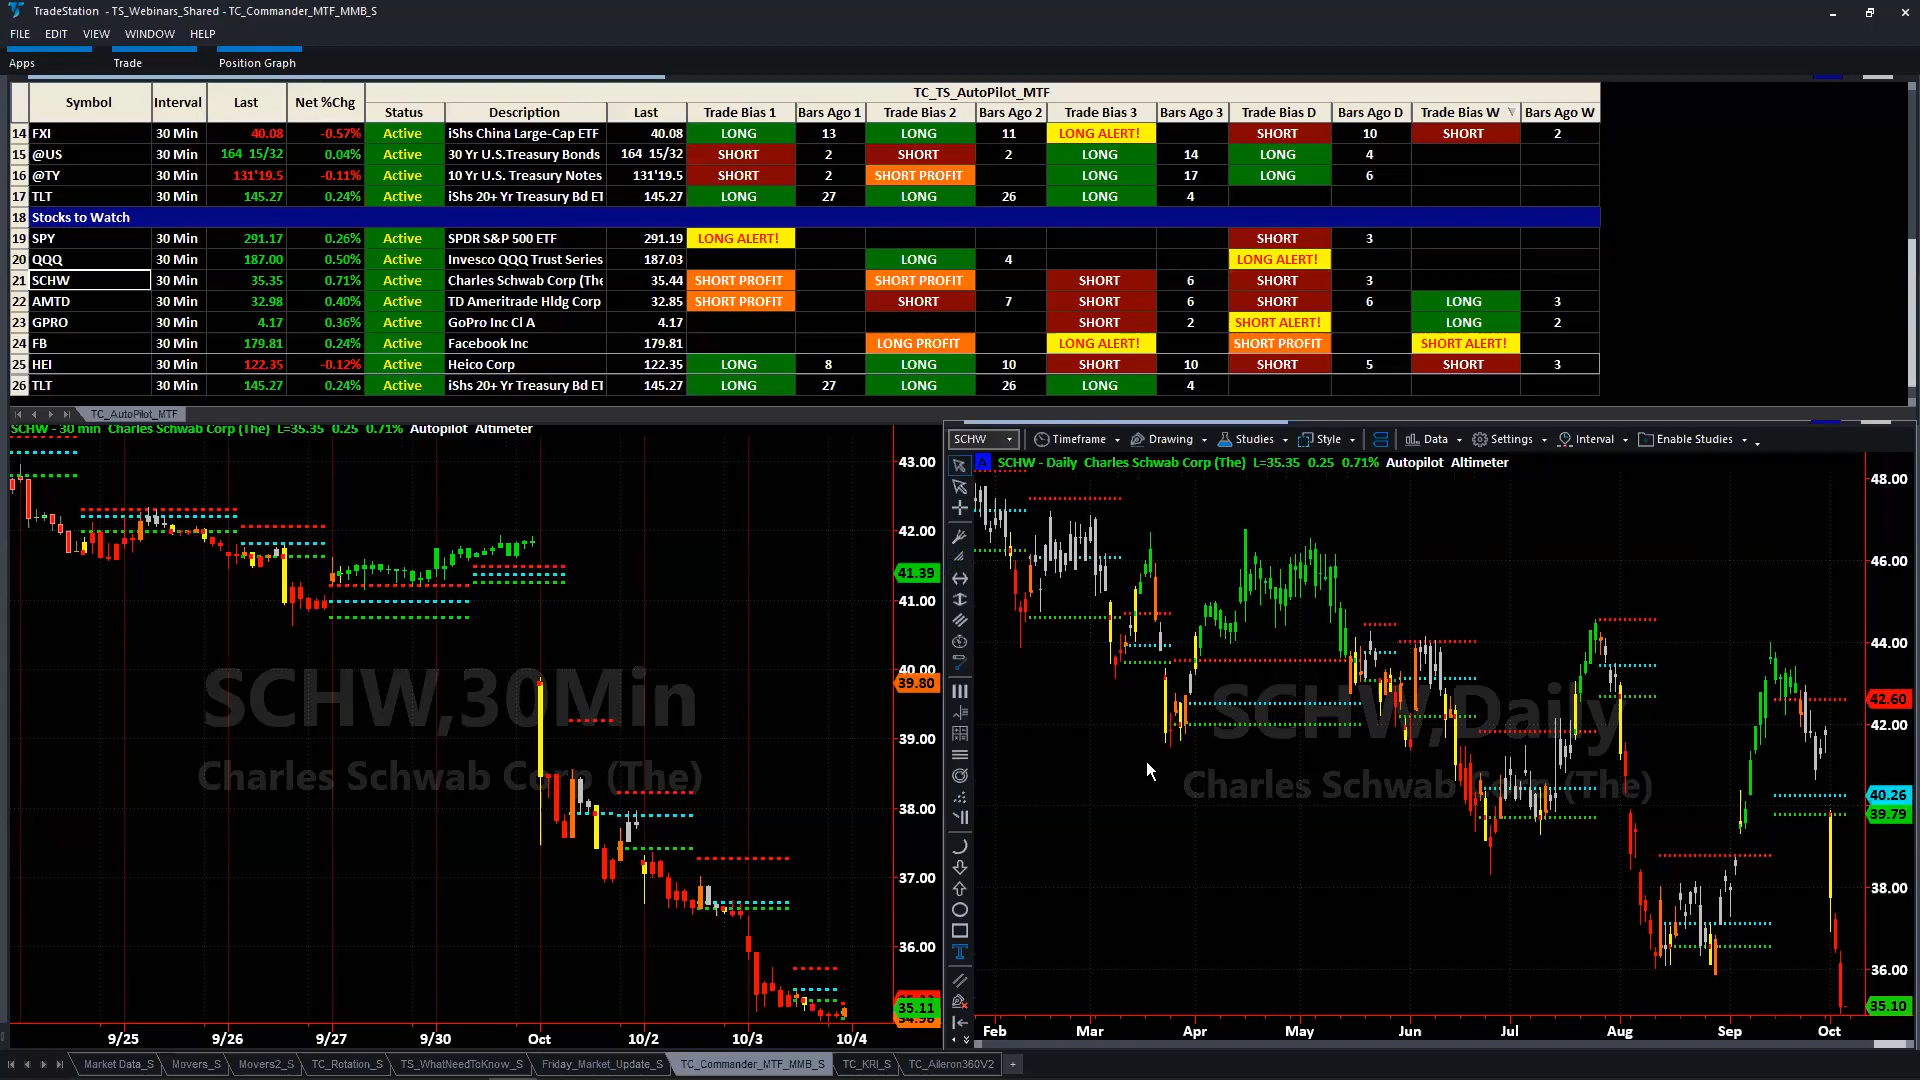 TradeStation - TS_Webinars_Shared - TC_Commander_MTF_MMB_S
FILE EDIT VIEW WINDOW HELP
Apps Trade Position Graph
Symbol Interval Last Net %Chg TC_TS_AutoPilot_MTF
Status Description Last Trade Bias 1 Bars Ago 1 Trade Bias 2 Bars Ago 2 Trade Bias 3 Bars Ago 3 Trade Bias D Bars Ago D Trade Bias W Bars Ago W
14 FXI 30 Min 40.08 -0.57% Active iShs China Large-Cap ETF 40.08 LONG 13 LONG 11 LONG ALERT! SHORT 10 SHORT 2
15 @US 30 Min 164 15/32 0.04% Active 30 Yr U.S.Treasury Bonds 164 15/32 SHORT 2 SHORT 2 LONG 14 LONG 4
16 @TY 30 Min 131'19.5 -0.11% Active 10 Yr U.S. Treasury Notes 131'19.5 SHORT 2 SHORT PROFIT LONG 17 LONG 6
17 TLT 30 Min 145.27 0.24% Active iShs 20+ Yr Treasury Bd ET 145.27 LONG 27 LONG 26 LONG 4
18 Stocks to Watch
19 SPY 30 Min 291.17 0.26% Active SPDR S&P 500 ETF 291.19 LONG ALERT! SHORT 3
20 QQQ 30 Min 187.00 0.50% Active Invesco QQQ Trust Series 187.03 LONG 4 LONG ALERT!
21 SCHW 30 Min 35.35 0.71% Active Charles Schwab Corp (The 35.44 SHORT PROFIT SHORT PROFIT SHORT 6 SHORT 3
22 AMTD 30 Min 32.98 0.40% Active TD Ameritrade Hldg Corp 32.85 SHORT PROFIT SHORT 7 SHORT 6 SHORT 6 LONG 3
23 GPRO 30 Min 4.17 0.36% Active GoPro Inc Cl A 4.17 SHORT 2 SHORT ALERT! LONG 2
24 FB 30 Min 179.81 0.24% Active Facebook Inc 179.81 LONG PROFIT LONG ALERT! SHORT PROFIT SHORT ALERT!
25 HEI 30 Min 122.35 -0.12% Active Heico Corp 122.35 LONG 8 LONG 10 SHORT 10 SHORT 5 SHORT 3
26 TLT 30 Min 145.27 0.24% Active iShs 20+ Yr Treasury Bd ET 145.27 LONG 27 LONG 26 LONG 4
TC_AutoPilot_MTF
SCHW - 30 min Charles Schwab Corp (The) L=35.35 0.25 0.71% Autopilot Altimeter
43.00
42.00
41.39
41.00
40.00
39.80
39.00
38.00
37.00
36.00
35.11
SCHW,30Min
Charles Schwab Corp (The)
9/25 9/26 9/27 9/30 Oct 10/2 10/3 10/4
SCHW Timeframe Drawing Studies Style Data Settings Interval Enable Studies
A SCHW - Daily Charles Schwab Corp (The) L=35.35 0.25 0.71% Autopilot Altimeter
48.00
46.00
44.00
42.60
42.00
40.26
39.79
38.00
36.00
35.10
SCHW,Daily
Charles Schwab Corp (The)
Feb Mar Apr May Jun Jul Aug Sep Oct
Market Data_S Movers_S Movers2_S TC_Rotation_S TS_WhatNeedToKnow_S Friday_Market_Update_S TC_Commander_MTF_MMB_S TC_KRI_S TC_Aileron360V2 +